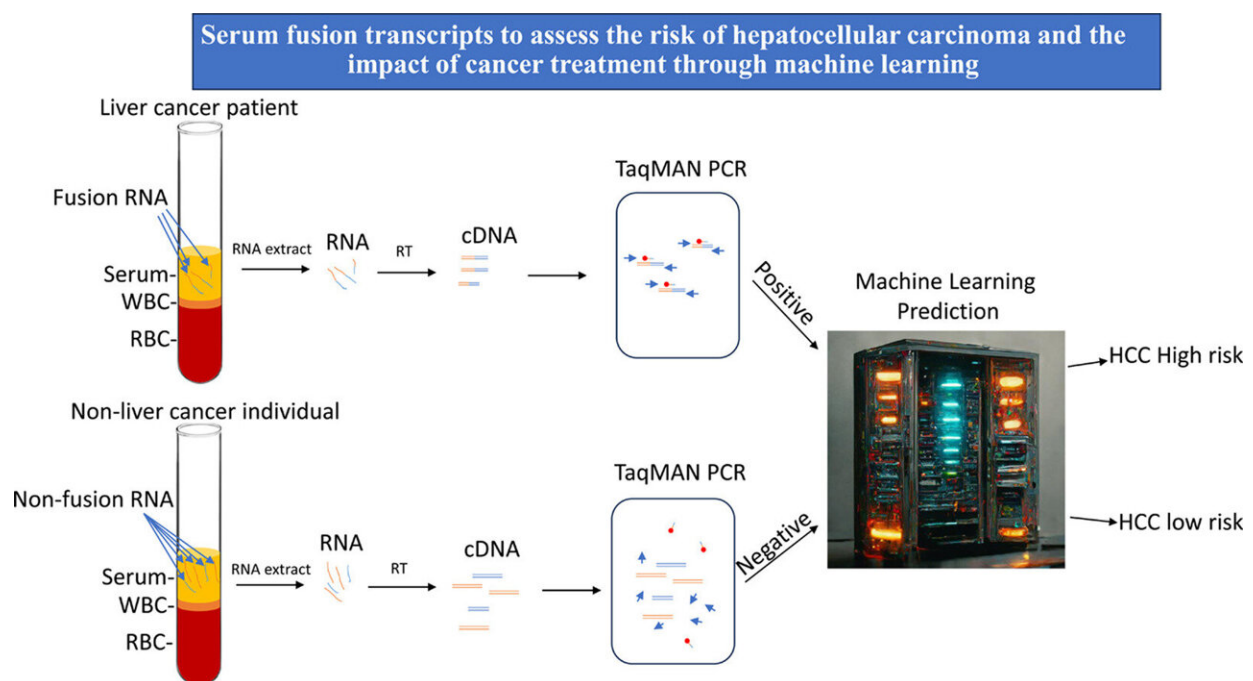 Serum fusion transcripts to assess the risk of hepatocellular carcinoma and the
impact of cancer treatment through machine learning
Liver cancer patient
Fusion RNA
Serum-
WBC-
RBC-
RNA extract
RNA
RT
cDNA
TaqMAN PCR
Positive
Non-liver cancer individual
Non-fusion RNA
Serum-
WBC-
RBC-
RNA extract
RNA
RT
cDNA
TaqMAN PCR
Negative
Machine Learning
Prediction
HCC High risk
HCC low risk